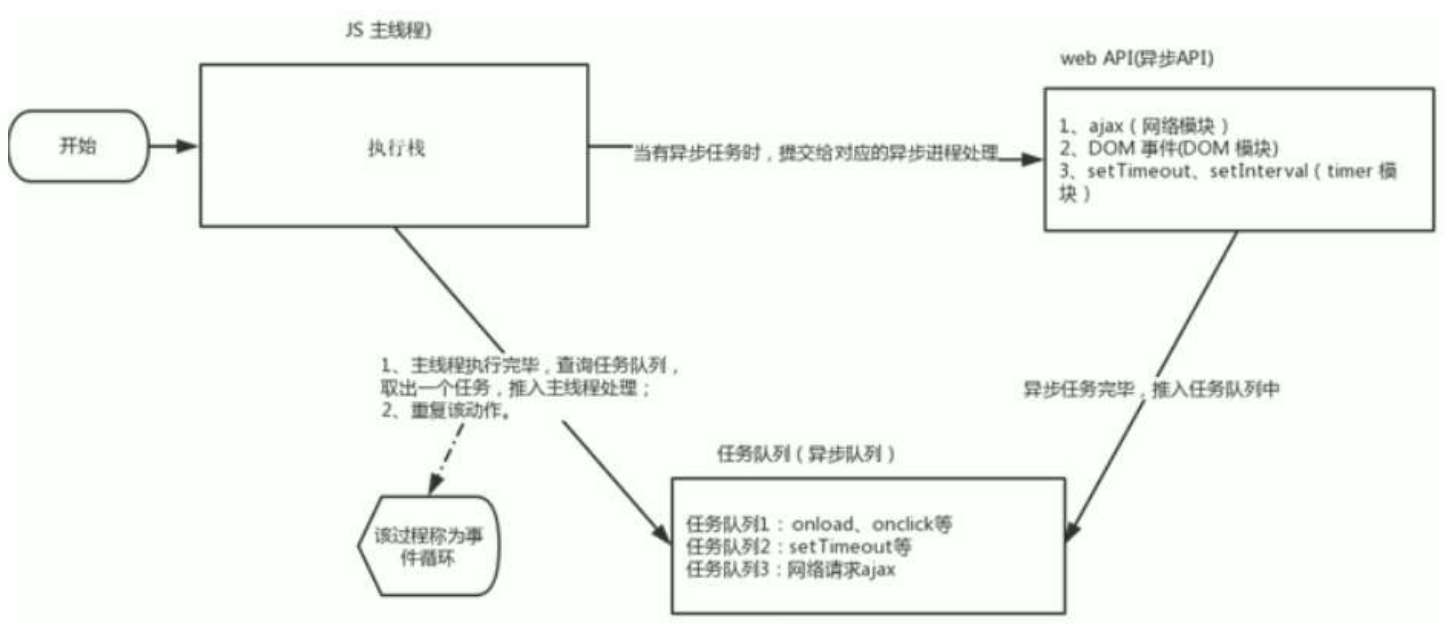 JS 主线程)
开始
执行栈
当有异步任务时，提交给对应的异步进程处理
web API(异步API)
1、ajax（网络模块）
2、DOM 事件(DOM 模块)
3、setTimeout、setInterval（timer 模
块）
1、主线程执行完毕，查询任务队列，
取出一个任务，推入主线程处理；
2、重复该动作。
异步任务完毕，推入任务队列中
该过程称为事
件循环
任务队列（异步队列）
任务队列1：onload、onclick等
任务队列2：setTimeout等
任务队列3：网络请求ajax